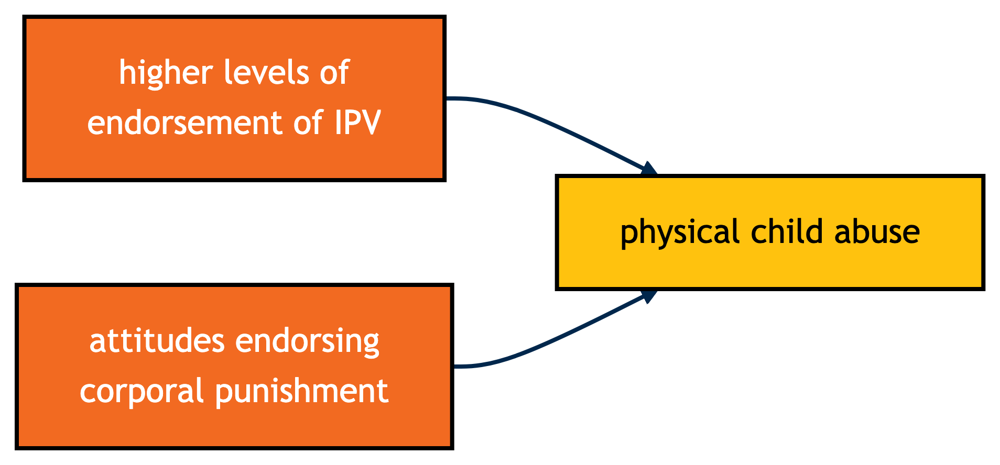 higher levels of
endorsement of IPV
physical child abuse
attitudes endorsing
corporal punishment